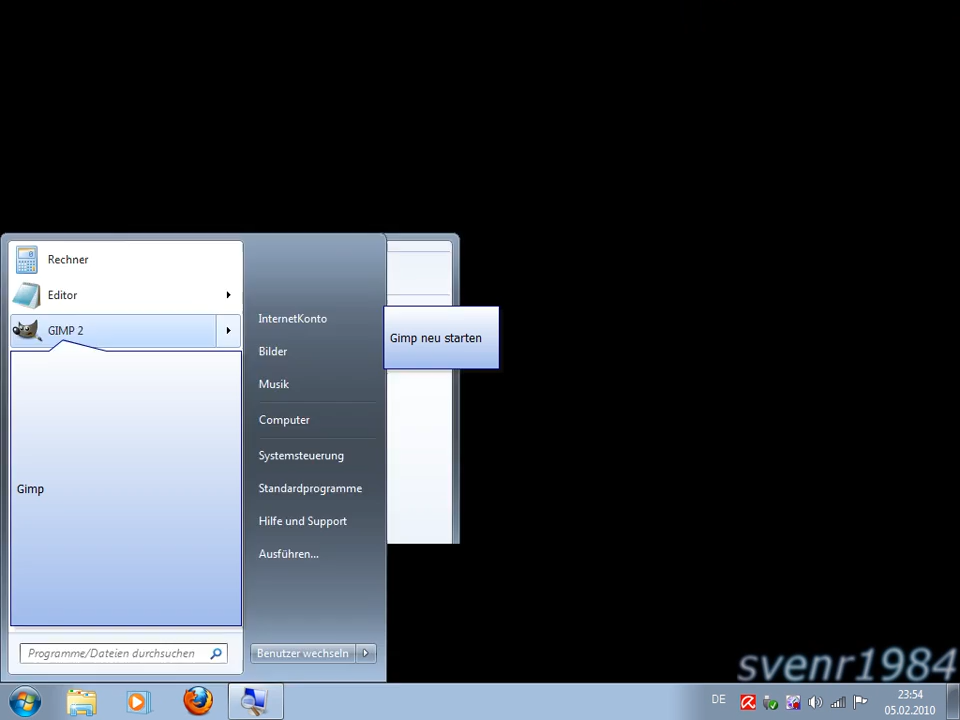 Rechner
Editor
GIMP 2
Gimp
Programme/Dateien durchsuchen
InternetKonto
Bilder
Musik
Computer
Systemsteuerung
Standardprogramme
Hilfe und Support
Ausführen...
Benutzer wechseln
Gimp neu starten
svenr1984
DE
23:54
05.02.2010